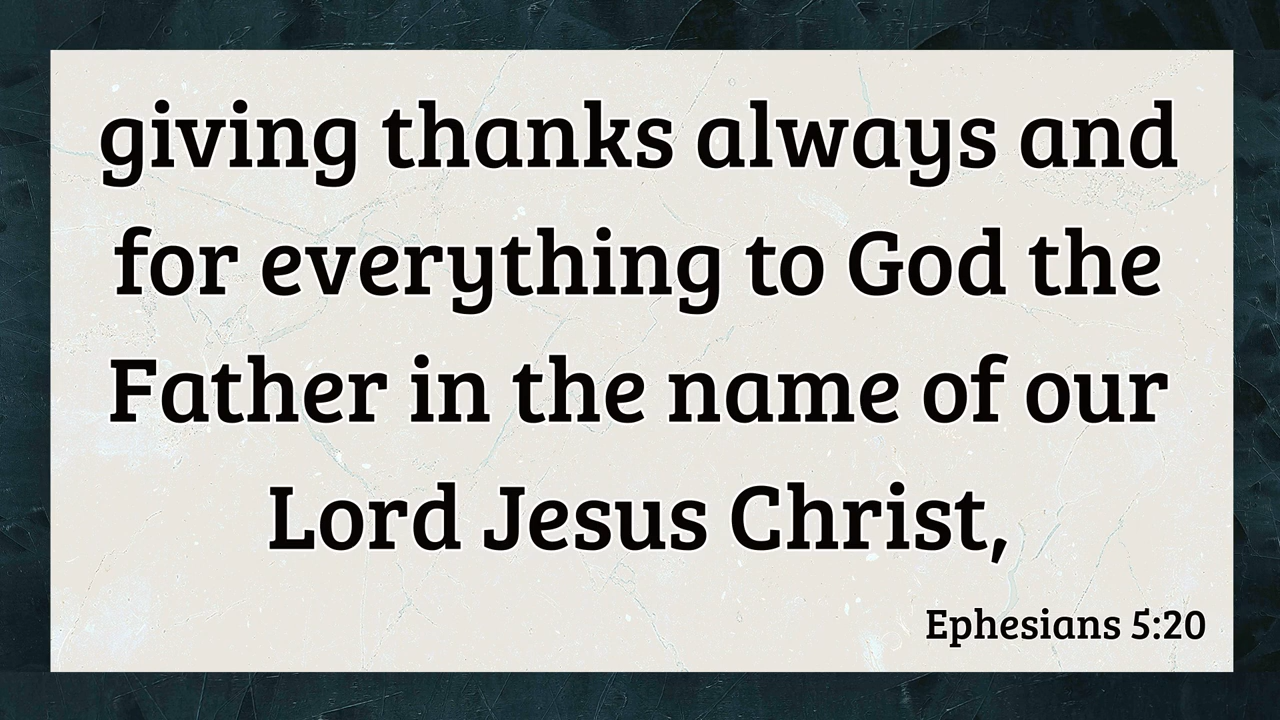 giving thanks always and
for everything to God the
Father in the name of our
Lord Jesus Christ,
Ephesians 5:20